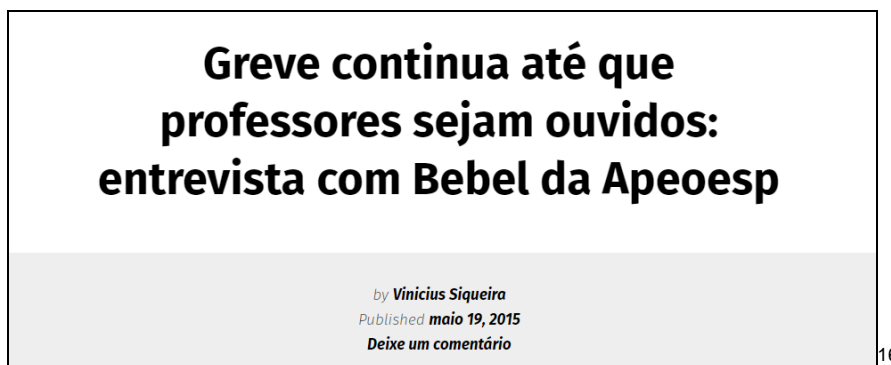 Greve continua até que
professores sejam ouvidos:
entrevista com Bebel da Apeoesp
by Vinicius Siqueira
Published maio 19, 2015
Deixe um comentário
16